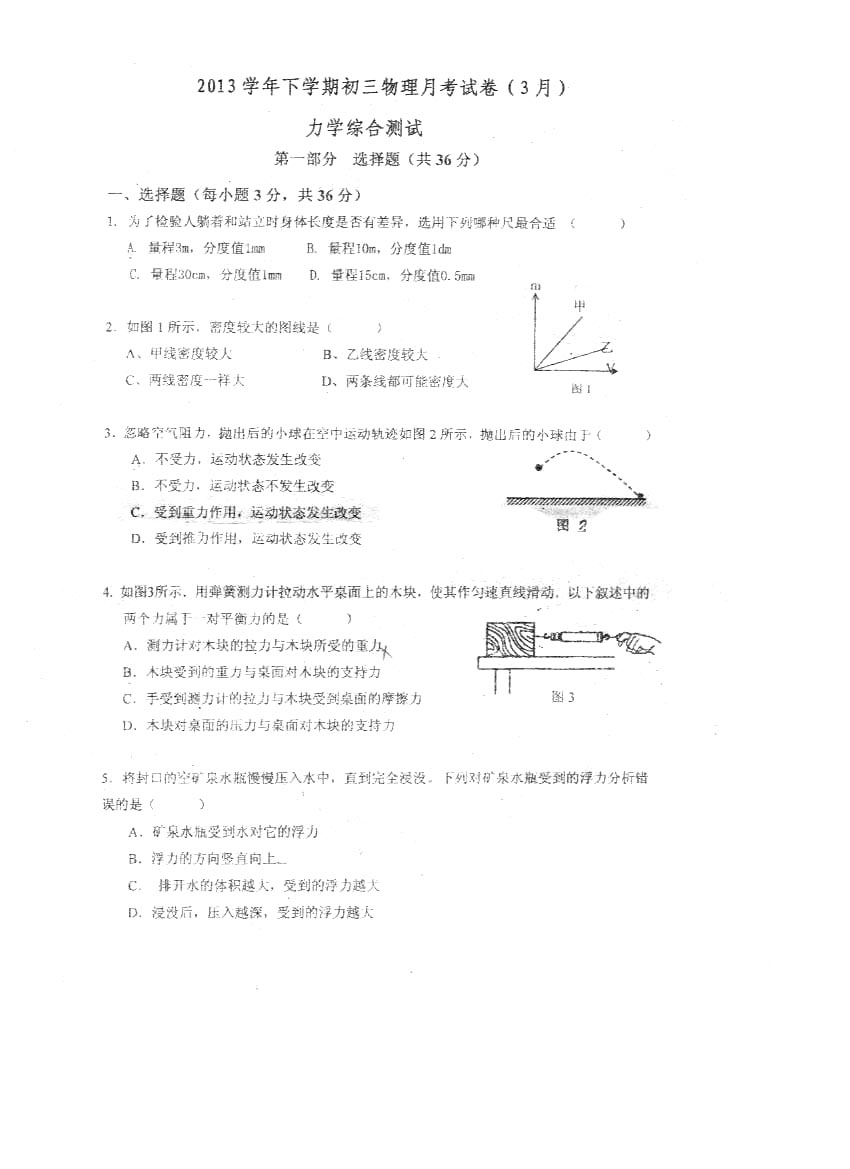 2013学年下学期初三物理月考试卷（3月）
力学综合测试
第一部分 选择题（共36分）
一、选择题（每小题3分，共36分）
1. 为了检验人躺着和站立时身体长度是否有差异，选用下列哪种尺最合适（ ）
A. 量程3m，分度值1mm B. 量程10m，分度值1dm
C. 量程30cm，分度值1mm D. 量程15cm，分度值0.5mm
2．如图1所示，密度较大的图线是（ ）
A、甲线密度较大 B、乙线密度较大
C、两线密度一样大 D、两条线都可能密度大
m
甲
乙
V
图1
3．忽略空气阻力，抛出后的小球在空中运动轨迹如图2所示，抛出后的小球由于（ ）
A．不受力，运动状态发生改变
B．不受力，运动状态不发生改变
C．受到重力作用，运动状态发生改变
D．受到推力作用，运动状态发生改变
图2
4. 如图3所示，用弹簧测力计拉动水平桌面上的木块，使其作匀速直线滑动．以下叙述中的
两个力属于一对平衡力的是（ ）
A．测力计对木块的拉力与木块所受的重力
B．木块受到的重力与桌面对木块的支持力
C．手受到测力计的拉力与木块受到桌面的摩擦力
D．木块对桌面的压力与桌面对木块的支持力
图3
5．将封口的空矿泉水瓶慢慢压入水中，直到完全浸没。下列对矿泉水瓶受到的浮力分析错
误的是（ ）
A．矿泉水瓶受到水对它的浮力
B．浮力的方向竖直向上
C． 排开水的体积越大，受到的浮力越大
D．浸没后，压入越深，受到的浮力越大